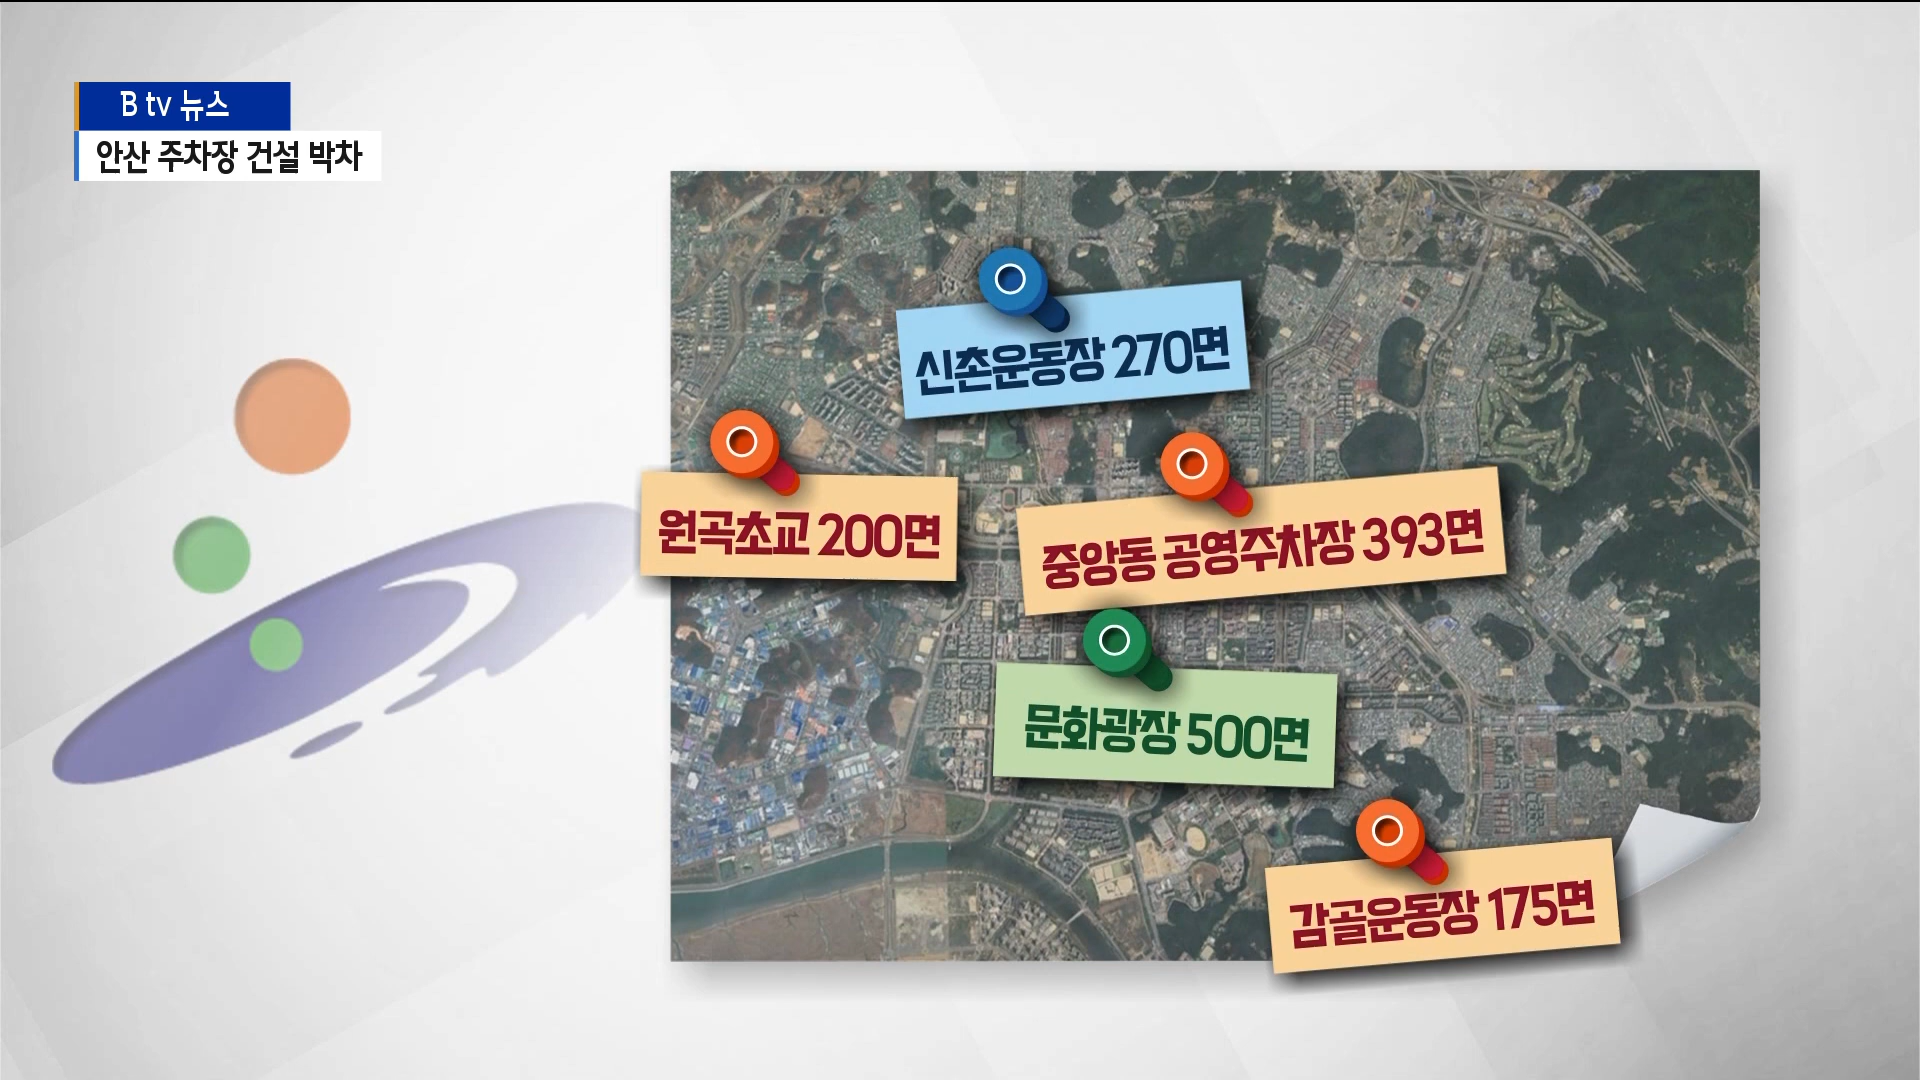 B tv 뉴스
안산 주차장 건설 박차
신촌운동장 270면
원곡초교 200면
중앙동 공영주차장 393면
문화광장 500면
감골운동장 175면